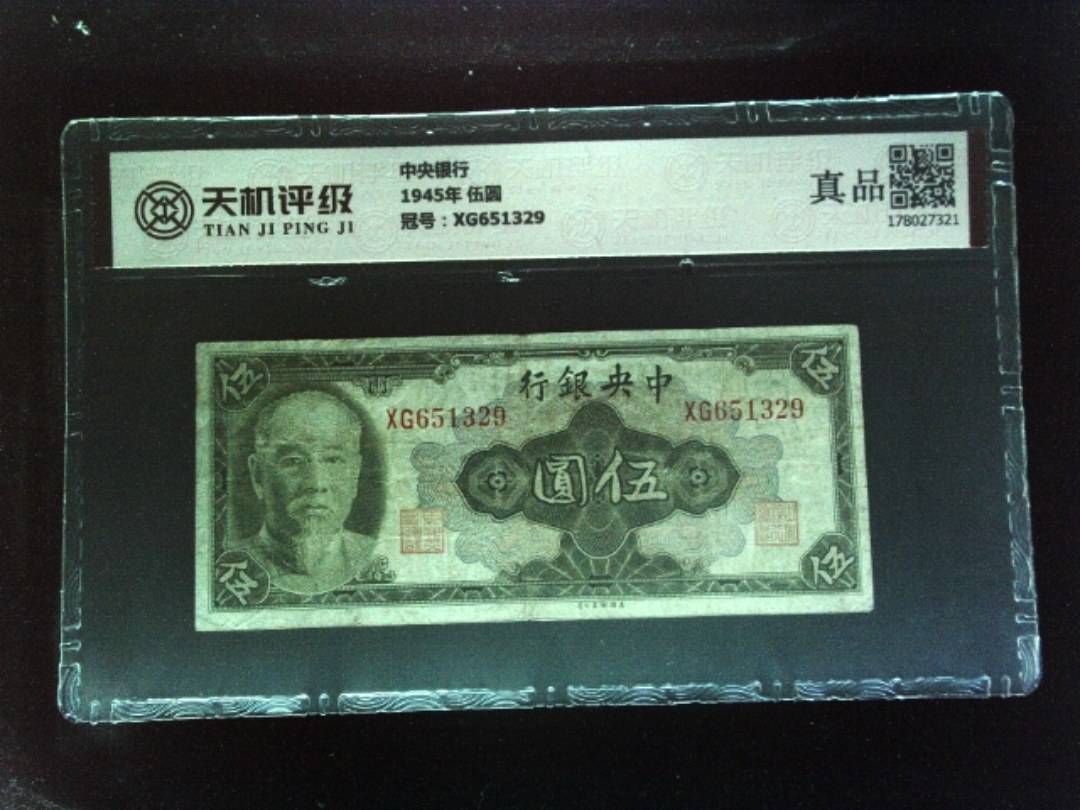 天机评级
TIAN JI PING JI
中央银行
1945年 伍圆
冠号：XG651329
真品
178027321
伍
伍
行銀央中
XG651329
XG651329
圓伍
伍
伍